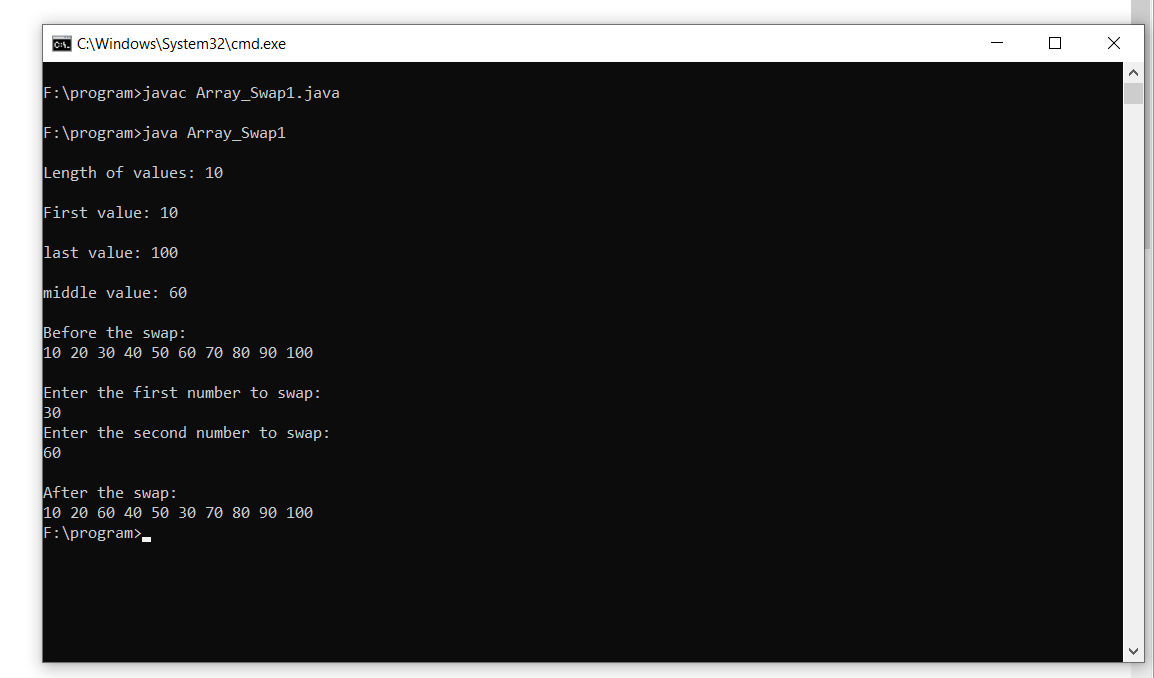 C:\Windows\System32\cmd.exe
F:\program>javac Array_Swap1.java
F:\program>java Array_Swap1
Length of values: 10
First value: 10
last value: 100
middle value: 60
Before the swap:
10 20 30 40 50 60 70 80 90 100
Enter the first number to swap:
30
Enter the second number to swap:
60
After the swap:
10 20 60 40 50 30 70 80 90 100
F:\program>